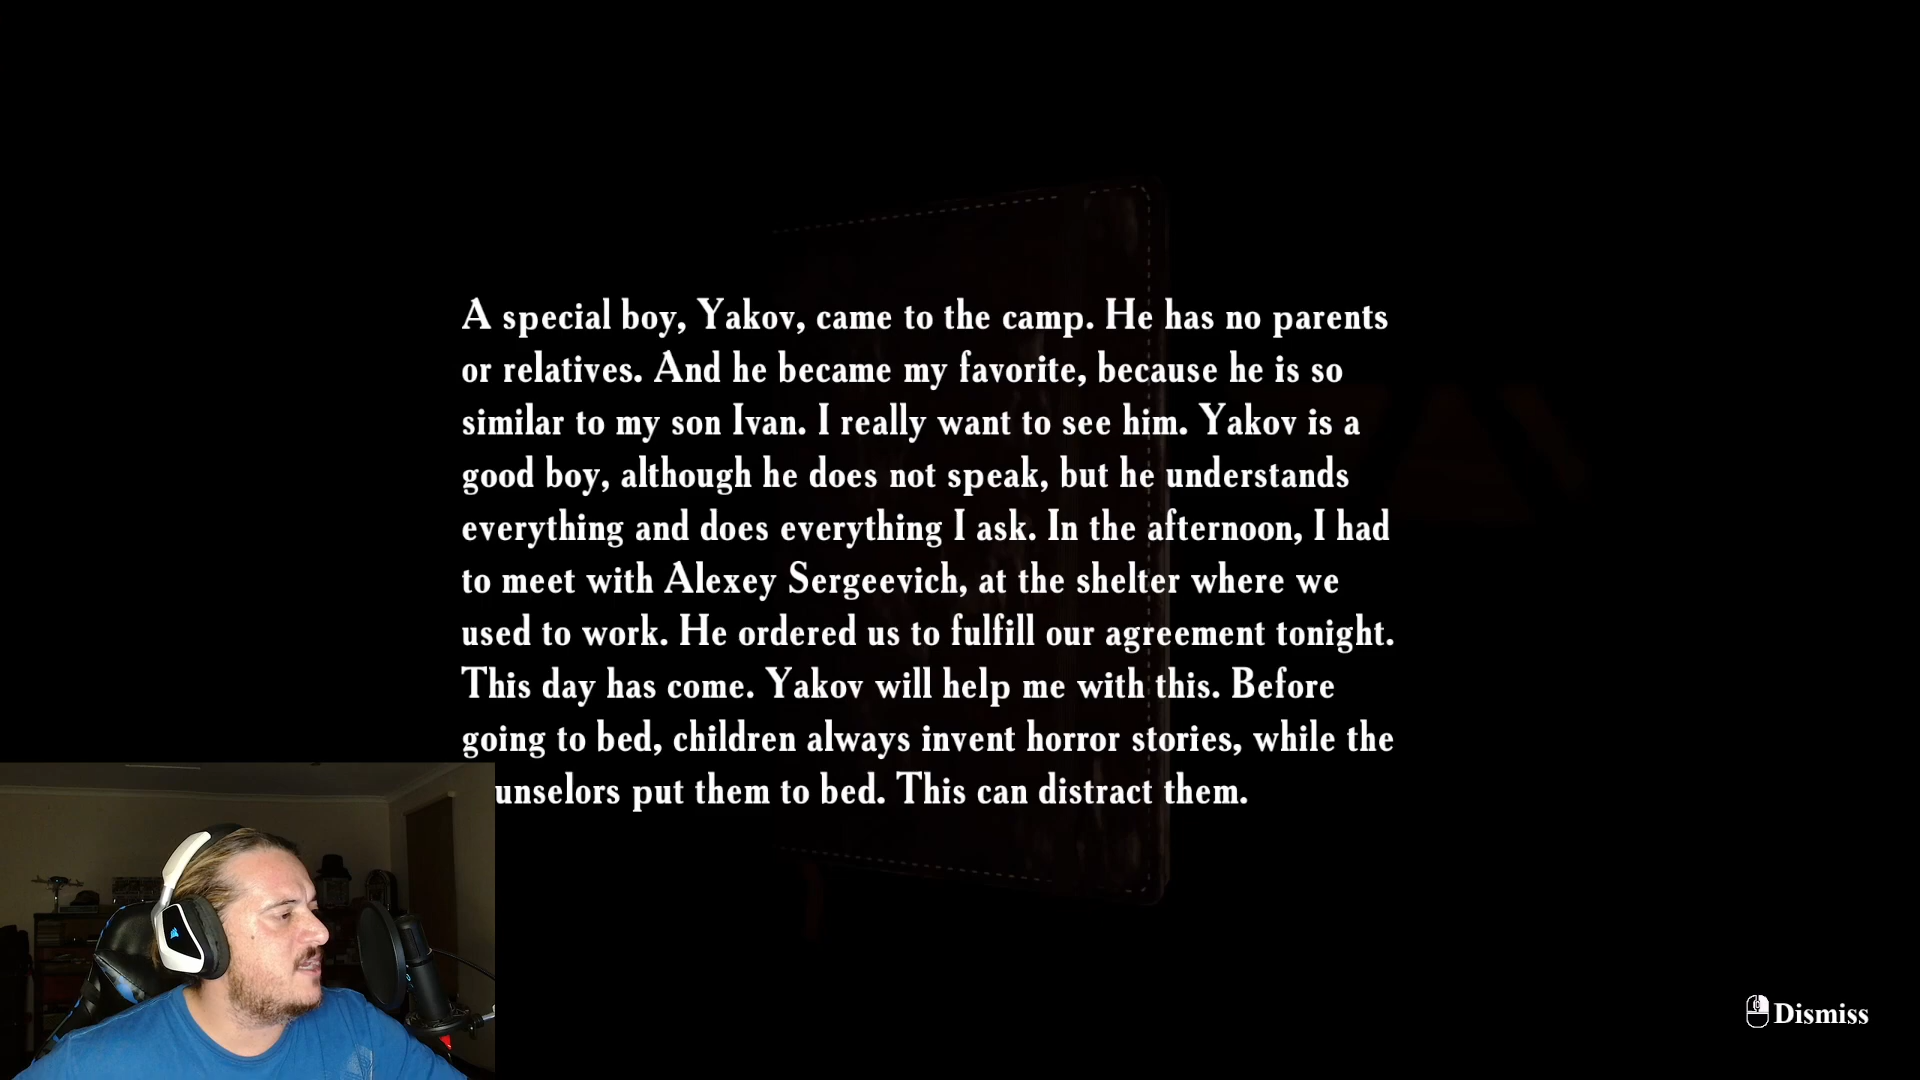 A special boy, Yakov, came to the camp. He has no parents
or relatives. And he became my favorite, because he is so
similar to my son Ivan. I really want to see him. Yakov is a
good boy, although he does not speak, but he understands
everything and does everything I ask. In the afternoon, I had
to meet with Alexey Sergeevich, at the shelter where we
used to work. He ordered us to fulfill our agreement tonight.
This day has come. Yakov will help me with this. Before
going to bed, children always invent horror stories, while the
unselors put them to bed. This can distract them.
Dismiss